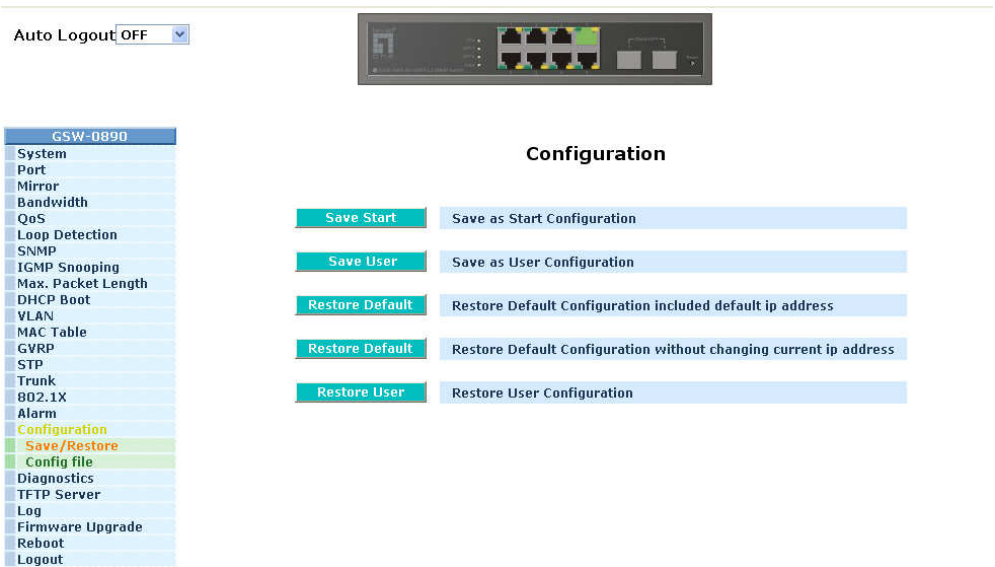 Auto Logout OFF
GSW-0890
System
Port
Mirror
Bandwidth
QoS
Loop Detection
SNMP
IGMP Snooping
Max. Packet Length
DHCP Boot
VLAN
MAC Table
GVRP
STP
Trunk
802.1X
Alarm
Configuration
Save/Restore
Config file
Diagnostics
TFTP Server
Log
Firmware Upgrade
Reboot
Logout
Configuration
Save Start Save as Start Configuration
Save User Save as User Configuration
Restore Default Restore Default Configuration included default ip address
Restore Default Restore Default Configuration without changing current ip address
Restore User Restore User Configuration